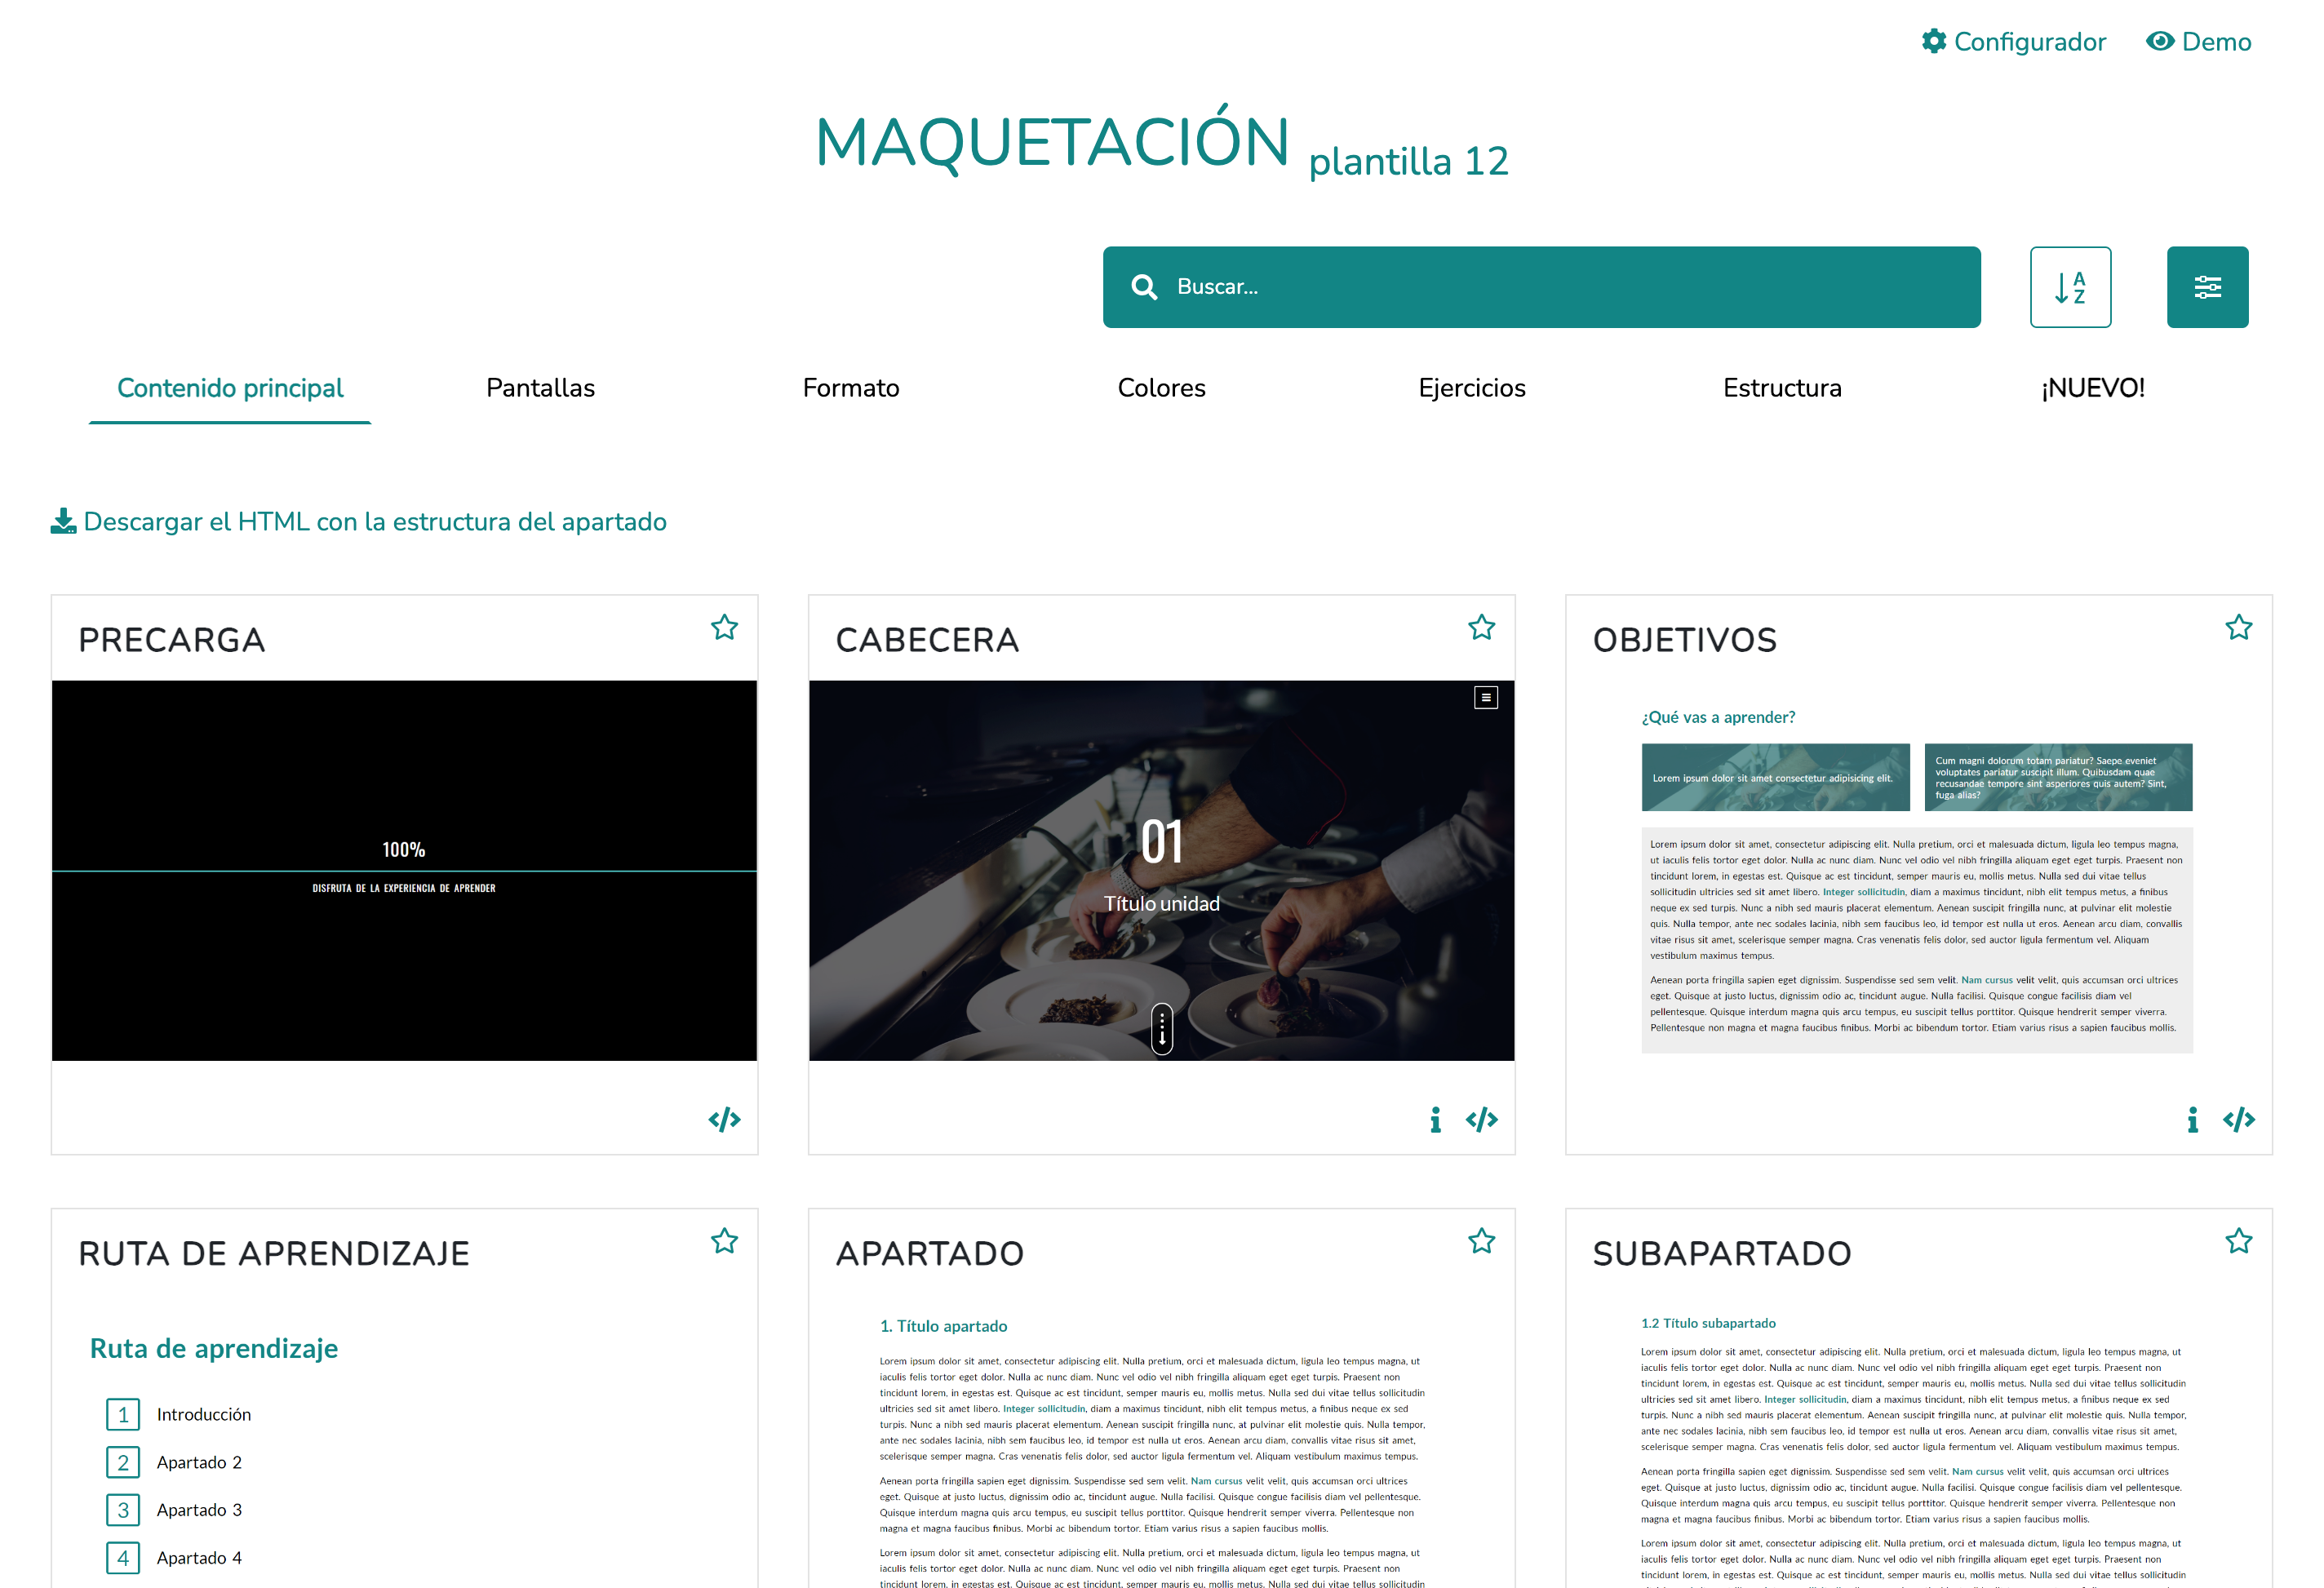 Configurador
Demo
MAQUETACIÓN plantilla 12
Buscar...
A
Z
Contenido principal
Pantallas
Formato
Colores
Ejercicios
Estructura
¡NUEVO!
Descargar el HTML con la estructura del apartado
PRECARGA
100%
DISFRUTA DE LA EXPERIENCIA DE APRENDER
CABECERA
01
Título unidad
OBJETIVOS
¿Qué vas a aprender?
Lorem ipsum dolor sit amet consectetur adipisicing elit.
Cum magni dolorum totam pariatur? Saepe eveniet
voluptates pariatur suscipit illum. Quibusdam quae
recusandae tempore sint asperiores quis autem? Sint,
fuga alias?
Lorem ipsum dolor sit amet, consectetur adipiscing elit. Nulla pretium, orci et malesuada dictum, ligula leo tempus magna,
ut iaculis felis tortor eget dolor. Nulla ac nunc diam. Nunc vel odio vel nibh fringilla aliquam eget eget turpis. Praesent non
tincidunt lorem, in egestas est. Quisque ac est tincidunt, semper mauris eu, mollis metus. Nulla sed dui vitae tellus
sollicitudin ultricies sed sit amet libero. Integer sollicitudin, diam a maximus tincidunt, nibh elit tempus metus, a finibus
neque ex sed turpis. Nunc a nibh sed mauris placerat elementum. Aenean suscipit fringilla nunc, at pulvinar elit molestie
quis. Nulla tempor, ante nec sodales lacinia, nibh sem faucibus leo, id tempor est nulla ut eros. Aenean arcu diam, convallis
vitae risus sit amet, scelerisque semper magna. Cras venenatis felis dolor, sed auctor ligula fermentum vel. Aliquam
vestibulum maximus tempus.
Aenean porta fringilla sapien eget dignissim. Suspendisse sed sem velit. Nam cursus velit velit, quis accumsan orci ultrices
eget. Quisque at justo luctus, dignissim odio ac, tincidunt augue. Nulla facilisi. Quisque congue facilisis diam vel
pellentesque. Quisque interdum magna quis arcu tempus, eu suscipit tellus porttitor. Quisque hendrerit semper viverra.
Pellentesque non magna et magna faucibus finibus. Morbi ac bibendum tortor. Etiam varius risus a sapien faucibus mollis.
RUTA DE APRENDIZAJE
Ruta de aprendizaje
1 Introducción
2 Apartado 2
3 Apartado 3
4 Apartado 4
APARTADO
1. Título apartado
Lorem ipsum dolor sit amet, consectetur adipiscing elit. Nulla pretium, orci et malesuada dictum, ligula leo tempus magna, ut
iaculis felis tortor eget dolor. Nulla ac nunc diam. Nunc vel odio vel nibh fringilla aliquam eget eget turpis. Praesent non
tincidunt lorem, in egestas est. Quisque ac est tincidunt, semper mauris eu, mollis metus. Nulla sed dui vitae tellus sollicitudin
ultricies sed sit amet libero. Integer sollicitudin, diam a maximus tincidunt, nibh elit tempus metus, a finibus neque ex sed
turpis. Nunc a nibh sed mauris placerat elementum. Aenean suscipit fringilla nunc, at pulvinar elit molestie quis. Nulla tempor,
ante nec sodales lacinia, nibh sem faucibus leo, id tempor est nulla ut eros. Aenean arcu diam, convallis vitae risus sit amet,
scelerisque semper magna. Cras venenatis felis dolor, sed auctor ligula fermentum vel. Aliquam vestibulum maximus tempus.
Aenean porta fringilla sapien eget dignissim. Suspendisse sed sem velit. Nam cursus velit velit, quis accumsan orci ultrices
eget. Quisque at justo luctus, dignissim odio ac, tincidunt augue. Nulla facilisi. Quisque congue facilisis diam vel pellentesque.
Quisque interdum magna quis arcu tempus, eu suscipit tellus porttitor. Quisque hendrerit semper viverra. Pellentesque non
magna et magna faucibus finibus. Morbi ac bibendum tortor. Etiam varius risus a sapien faucibus mollis.
Lorem ipsum dolor sit amet, consectetur adipiscing elit. Nulla pretium, orci et malesuada dictum, ligula leo tempus magna, ut
iaculis felis tortor eget dolor. Nulla ac nunc diam. Nunc vel odio vel nibh fringilla aliquam eget eget turpis. Praesent non
tincidunt lorem, in egestas est. Quisque ac est tincidunt, semper mauris eu, mollis metus. Nulla sed dui vitae tellus sollicitudin
SUBAPARTADO
1.2 Título subapartado
Lorem ipsum dolor sit amet, consectetur adipiscing elit. Nulla pretium, orci et malesuada dictum, ligula leo tempus magna, ut
iaculis felis tortor eget dolor. Nulla ac nunc diam. Nunc vel odio vel nibh fringilla aliquam eget eget turpis. Praesent non
tincidunt lorem, in egestas est. Quisque ac est tincidunt, semper mauris eu, mollis metus. Nulla sed dui vitae tellus sollicitudin
ultricies sed sit amet libero. Integer sollicitudin, diam a maximus tincidunt, nibh elit tempus metus, a finibus neque ex sed
turpis. Nunc a nibh sed mauris placerat elementum. Aenean suscipit fringilla nunc, at pulvinar elit molestie quis. Nulla tempor,
ante nec sodales lacinia, nibh sem faucibus leo, id tempor est nulla ut eros. Aenean arcu diam, convallis vitae risus sit amet,
scelerisque semper magna. Cras venenatis felis dolor, sed auctor ligula fermentum vel. Aliquam vestibulum maximus tempus.
Aenean porta fringilla sapien eget dignissim. Suspendisse sed sem velit. Nam cursus velit velit, quis accumsan orci ultrices
eget. Quisque at justo luctus, dignissim odio ac, tincidunt augue. Nulla facilisi. Quisque congue facilisis diam vel pellentesque.
Quisque interdum magna quis arcu tempus, eu suscipit tellus porttitor. Quisque hendrerit semper viverra. Pellentesque non
magna et magna faucibus finibus. Morbi ac bibendum tortor. Etiam varius risus a sapien faucibus mollis.
Lorem ipsum dolor sit amet, consectetur adipiscing elit. Nulla pretium, orci et malesuada dictum, ligula leo tempus magna, ut
iaculis felis tortor eget dolor. Nulla ac nunc diam. Nunc vel odio vel nibh fringilla aliquam eget eget turpis. Praesent non
tincidunt lorem, in egestas est. Quisque ac est tincidunt, semper mauris eu, mollis metus. Nulla sed dui vitae tellus sollicitudin